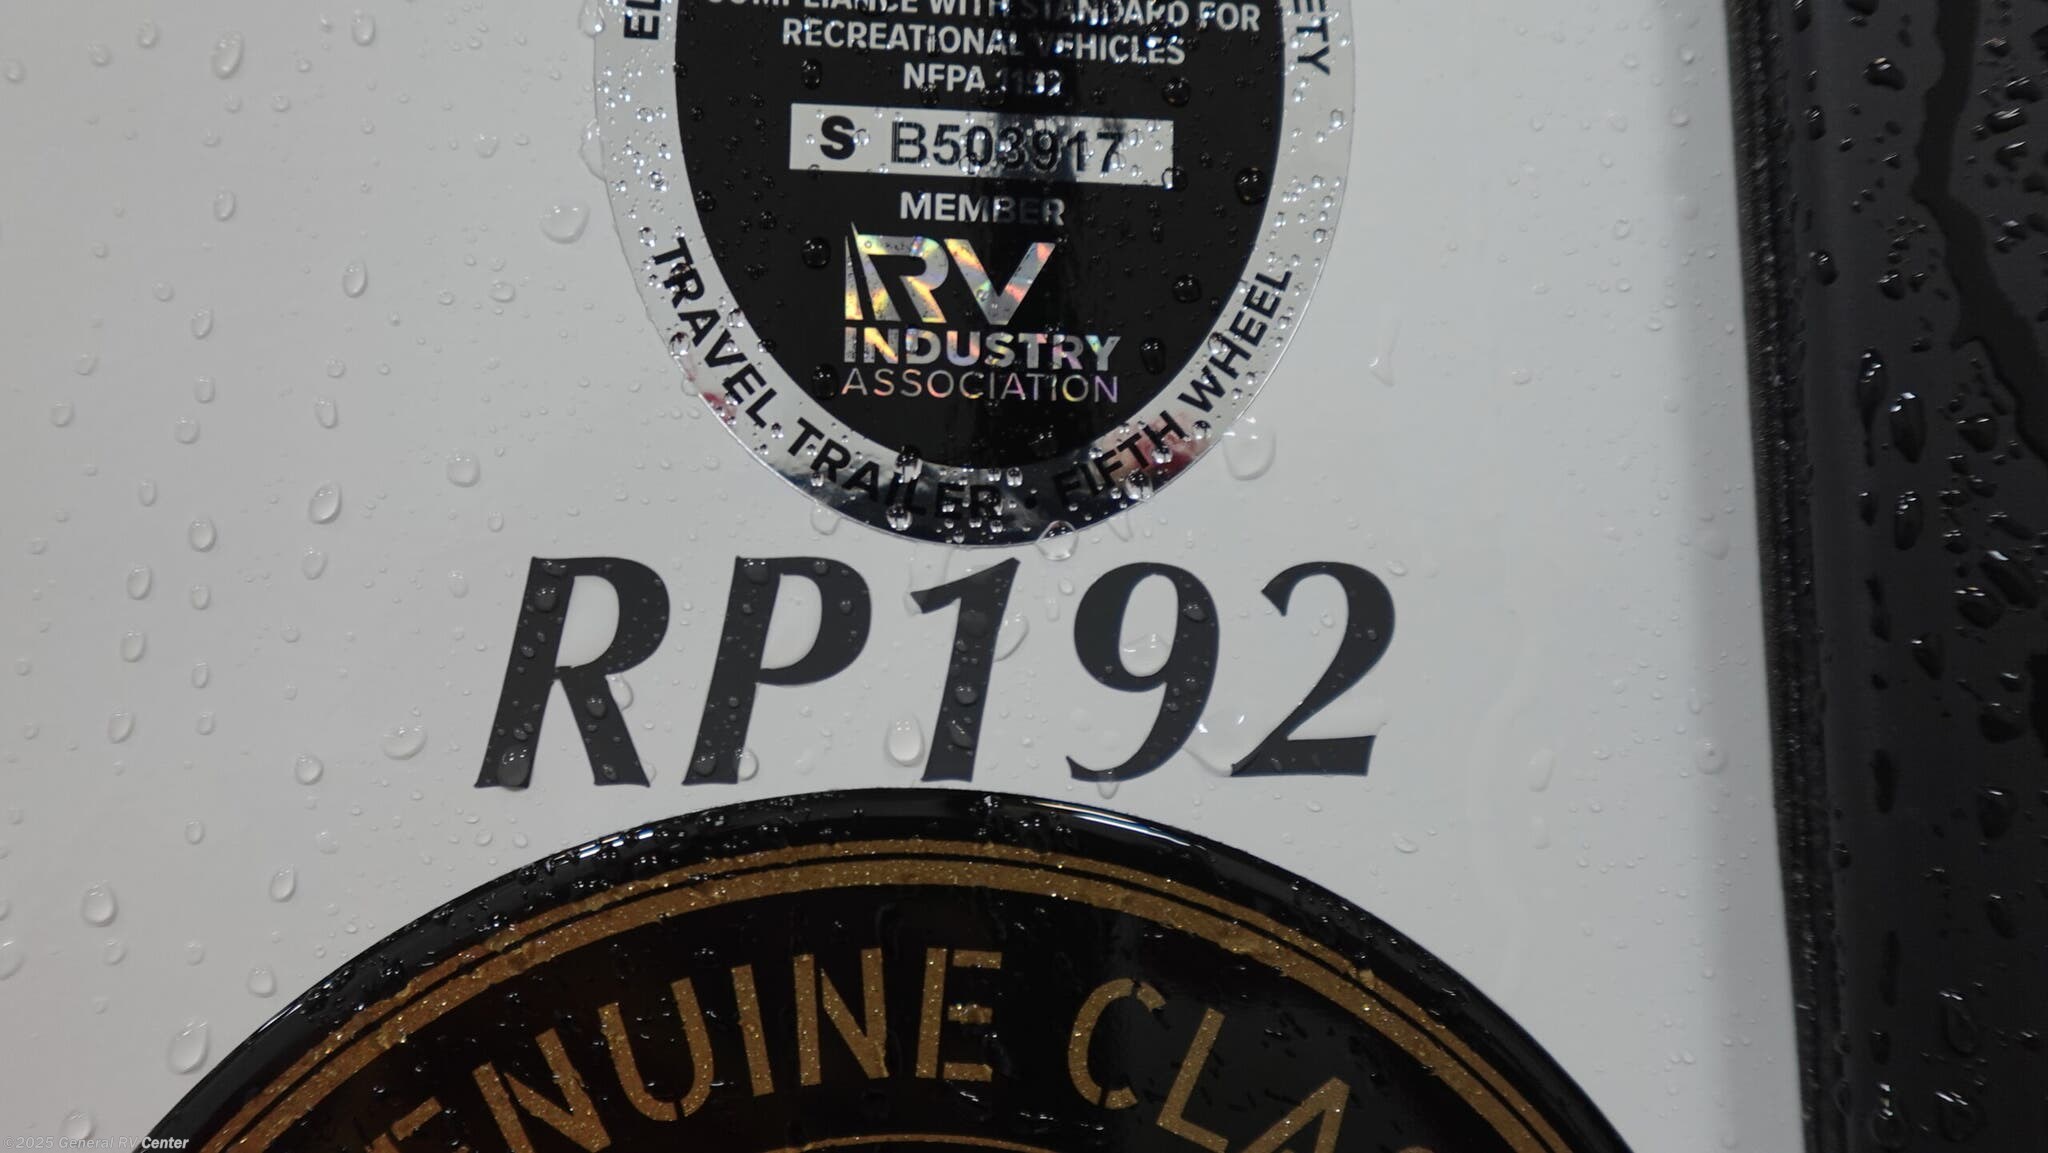 COMPLIANCE WITH STANDARD FOR
RECREATIONAL VEHICLES
NFPA 1192
S B503917
MEMBER
RV
INDUSTRY
ASSOCIATION
TRAVEL TRAILER • FIFTH WHEEL
RP192
GENUINE CLA
©2025 General RV Center